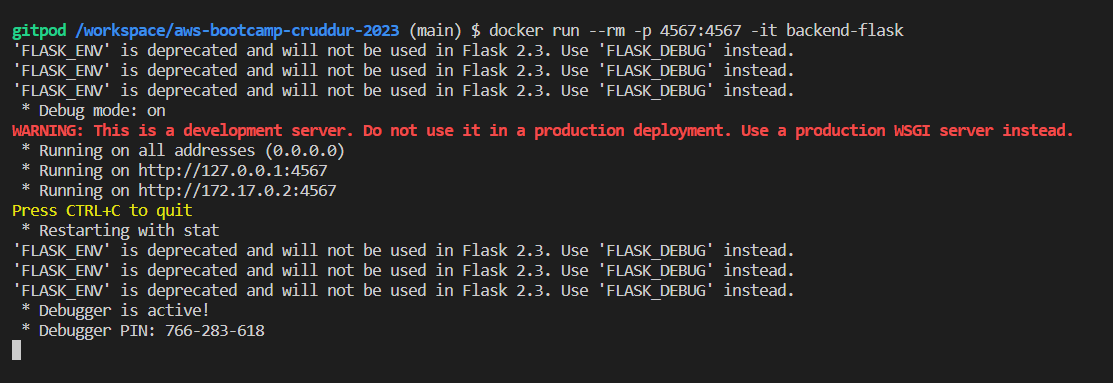 gitpod /workspace/aws-bootcamp-cruddur-2023 (main) $ docker run --rm -p 4567:4567 -it backend-flask
'FLASK_ENV' is deprecated and will not be used in Flask 2.3. Use 'FLASK_DEBUG' instead.
'FLASK_ENV' is deprecated and will not be used in Flask 2.3. Use 'FLASK_DEBUG' instead.
'FLASK_ENV' is deprecated and will not be used in Flask 2.3. Use 'FLASK_DEBUG' instead.
 * Debug mode: on
WARNING: This is a development server. Do not use it in a production deployment. Use a production WSGI server instead.
 * Running on all addresses (0.0.0.0)
 * Running on http://127.0.0.1:4567
 * Running on http://172.17.0.2:4567
Press CTRL+C to quit
 * Restarting with stat
'FLASK_ENV' is deprecated and will not be used in Flask 2.3. Use 'FLASK_DEBUG' instead.
'FLASK_ENV' is deprecated and will not be used in Flask 2.3. Use 'FLASK_DEBUG' instead.
'FLASK_ENV' is deprecated and will not be used in Flask 2.3. Use 'FLASK_DEBUG' instead.
 * Debugger is active!
 * Debugger PIN: 766-283-618